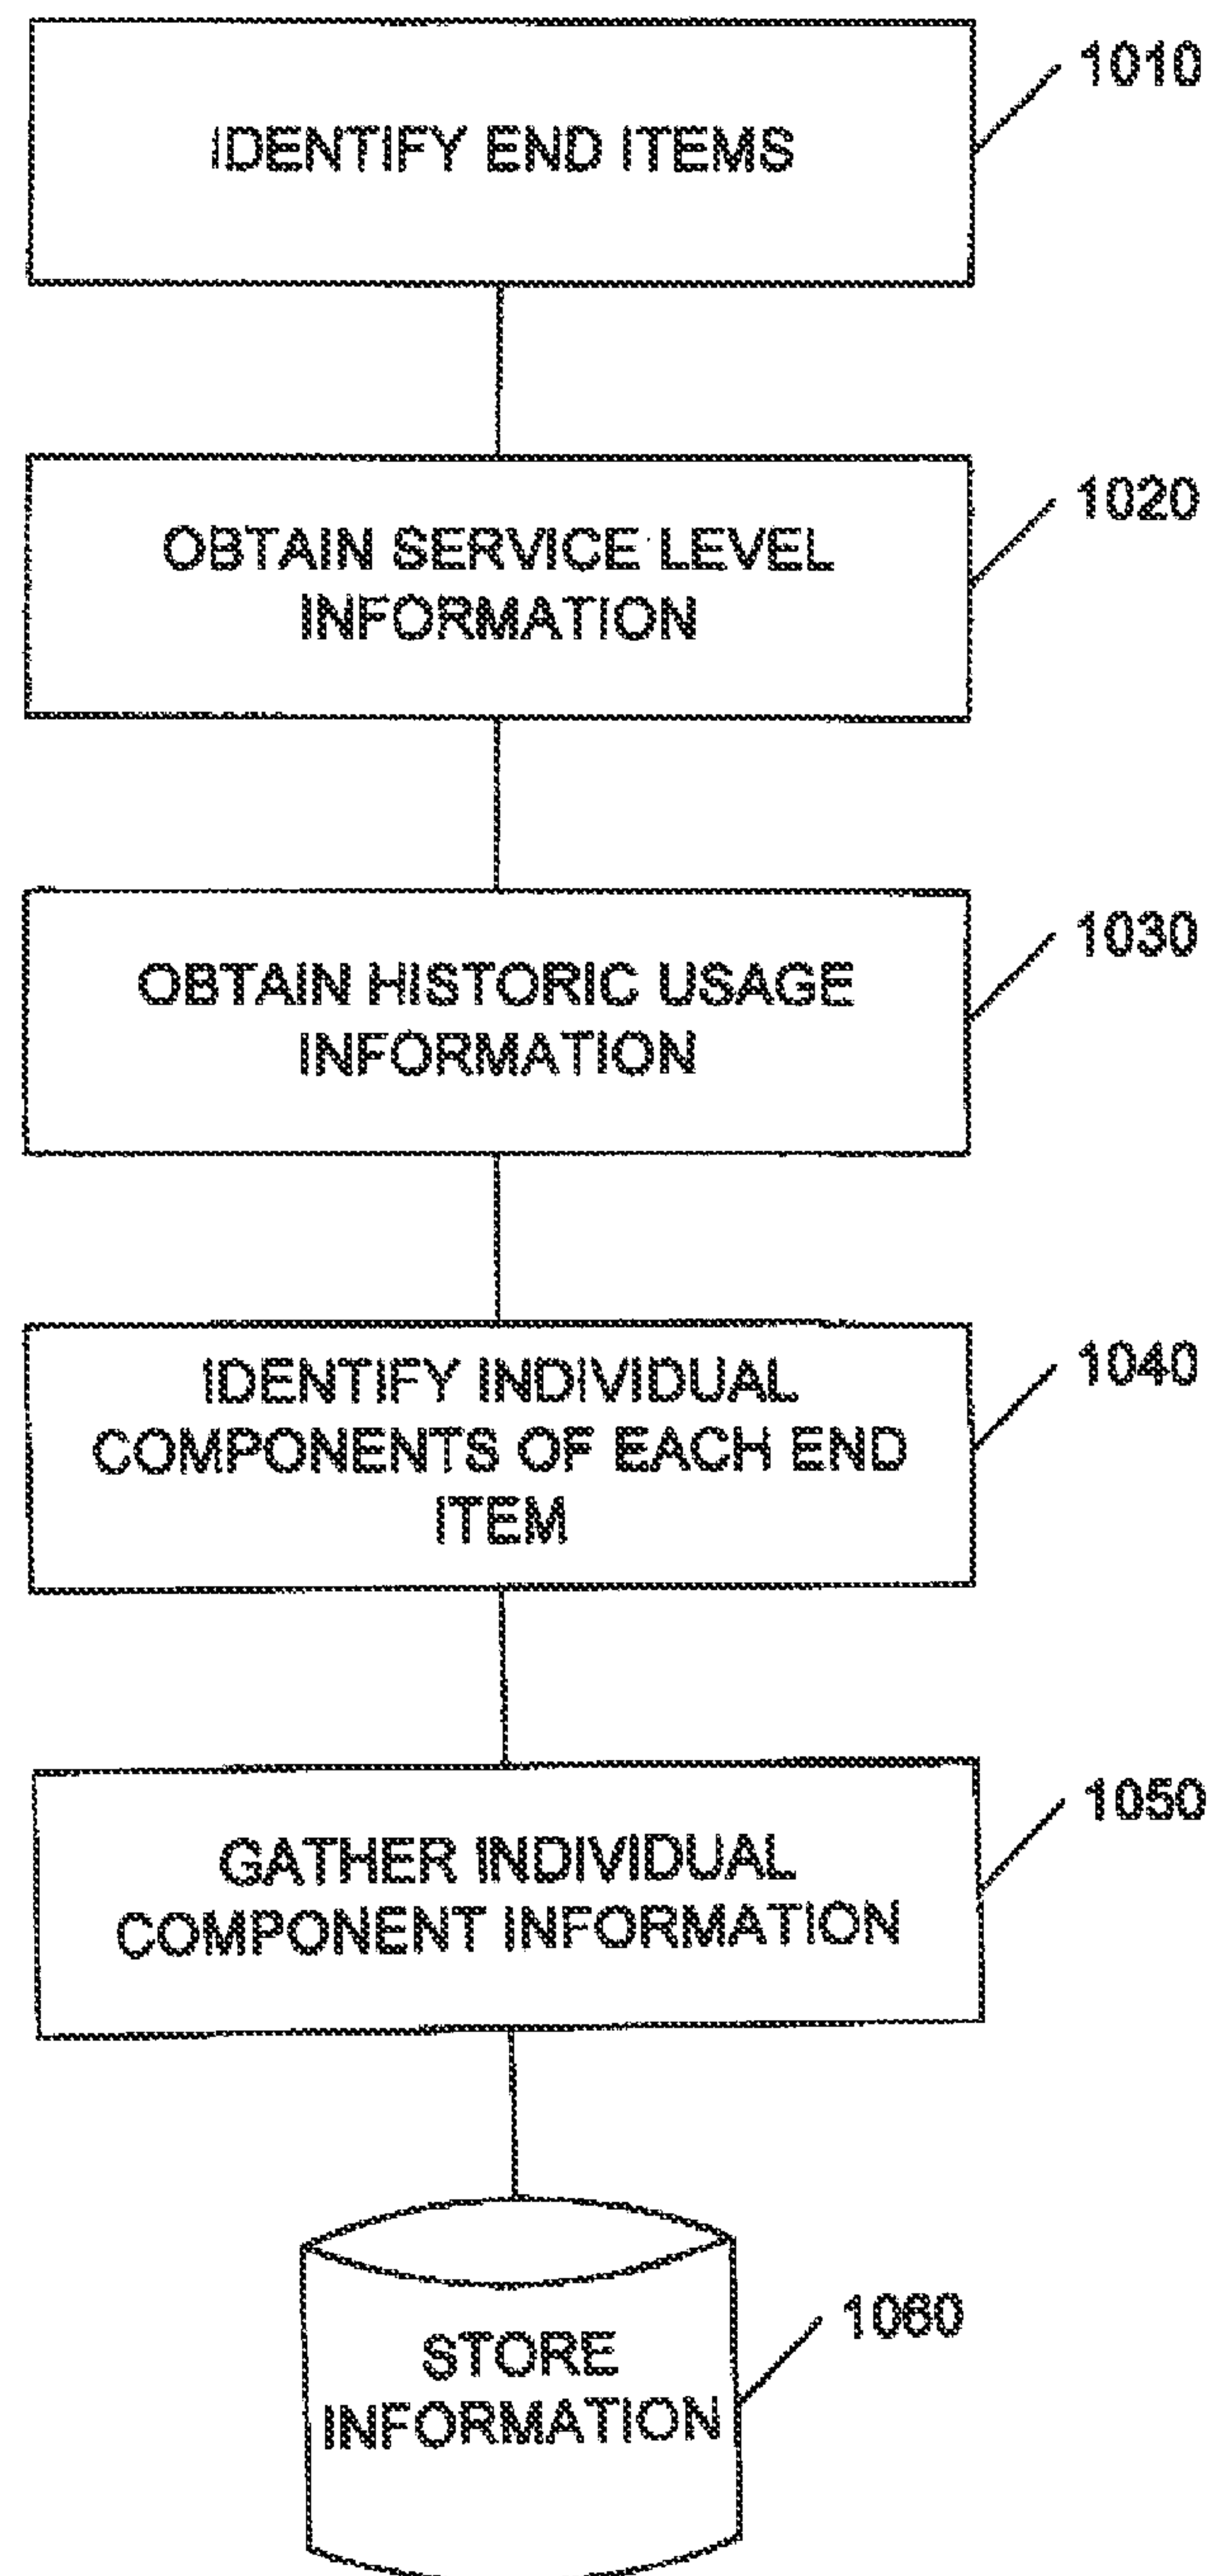 IDENTIFY END ITEMS
1010
OBTAIN SERVICE LEVEL
INFORMATION
1020
OBTAIN HISTORIC USAGE
INFORMATION
1030
IDENTIFY INDIVIDUAL
COMPONENTS OF EACH END
ITEM
1040
GATHER INDIVIDUAL
COMPONENT INFORMATION
1050
STORE
INFORMATION
1060